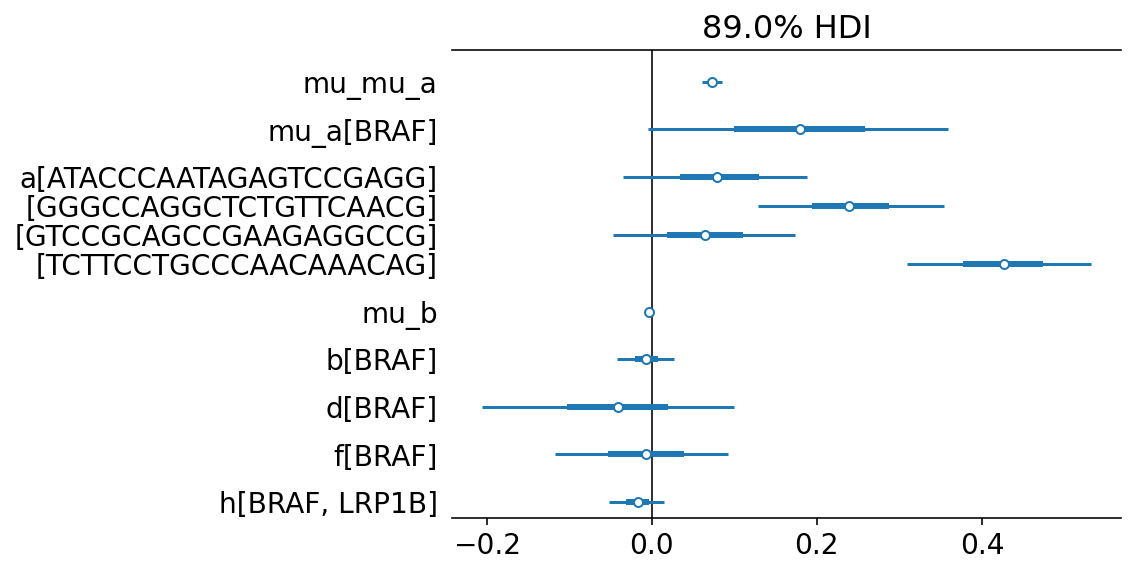 89.0% HDI
mu_mu_a
mu_a[BRAF]
a[ATACCCAATAGAGTCCGAGG]
[GGGCCAGGCTCTGTTCAACG]
[GTCCGCAGCCGAAGAGGCCG]
[TCTTCCTGCCCAACAAACAG]
mu_b
b[BRAF]
d[BRAF]
f[BRAF]
h[BRAF, LRP1B]
−0.2 0.0 0.2 0.4